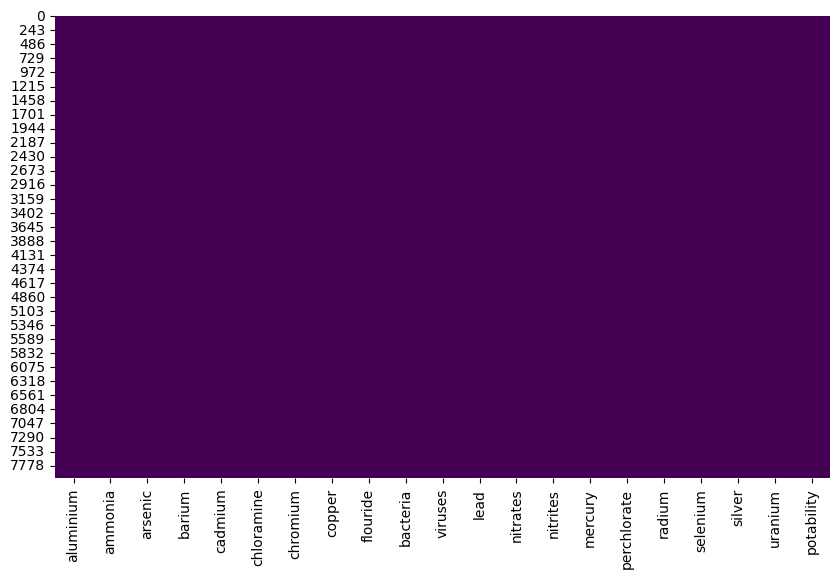 0
243
486
729
972
1215
1458
1701
1944
2187
2430
2673
2916
3159
3402
3645
3888
4131
4374
4617
4860
5103
5346
5589
5832
6075
6318
6561
6804
7047
7290
7533
7778
aluminium
ammonia
arsenic
barium
cadmium
chloramine
chromium
copper
flouride
bacteria
viruses
lead
nitrates
nitrites
mercury
perchlorate
radium
selenium
silver
uranium
potability